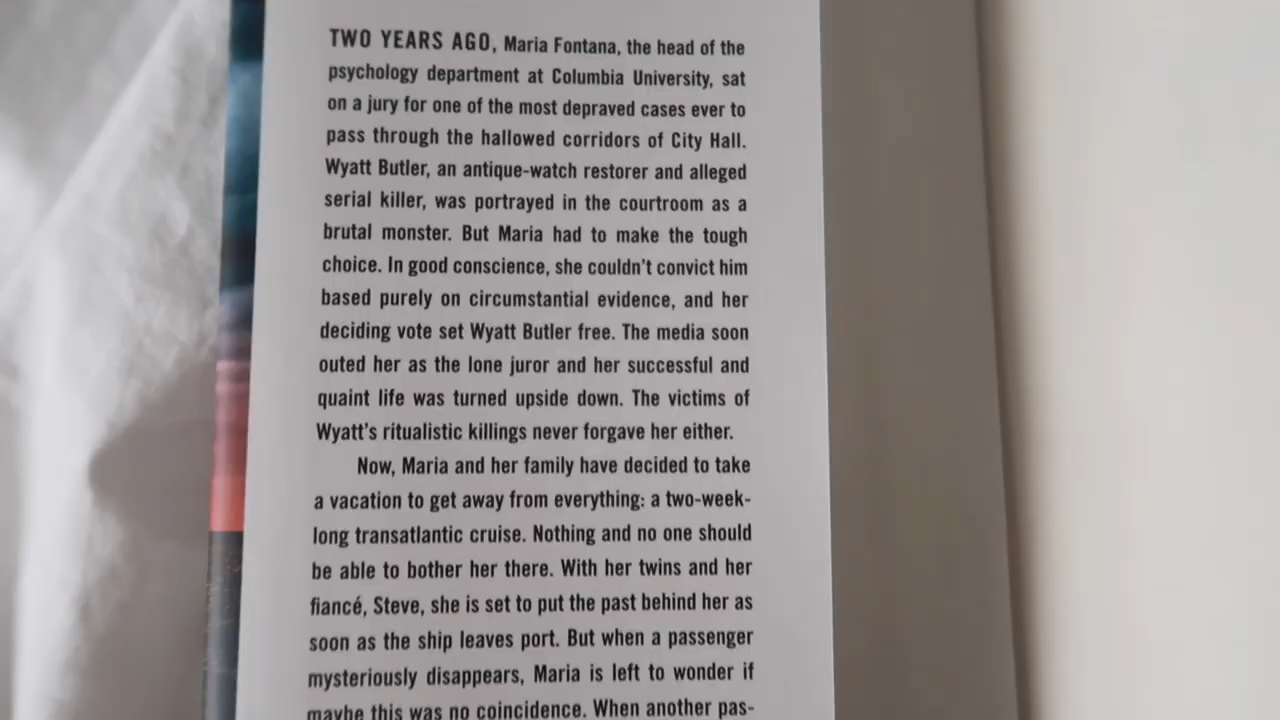 TWO YEARS AGO, Maria Fontana, the head of the
psychology department at Columbia University, sat
on a jury for one of the most depraved cases ever to
pass through the hallowed corridors of City Hall.
Wyatt Butler, an antique-watch restorer and alleged
serial killer, was portrayed in the courtroom as a
brutal monster. But Maria had to make the tough
choice. In good conscience, she couldn't convict him
based purely on circumstantial evidence, and her
deciding vote set Wyatt Butler free. The media soon
outed her as the lone juror and her successful and
quaint life was turned upside down. The victims of
Wyatt's ritualistic killings never forgave her either.
Now, Maria and her family have decided to take
a vacation to get away from everything: a two-week-
long transatlantic cruise. Nothing and no one should
be able to bother her there. With her twins and her
fiancé, Steve, she is set to put the past behind her as
soon as the ship leaves port. But when a passenger
mysteriously disappears, Maria is left to wonder if
maybe this was no coincidence. When another pas-